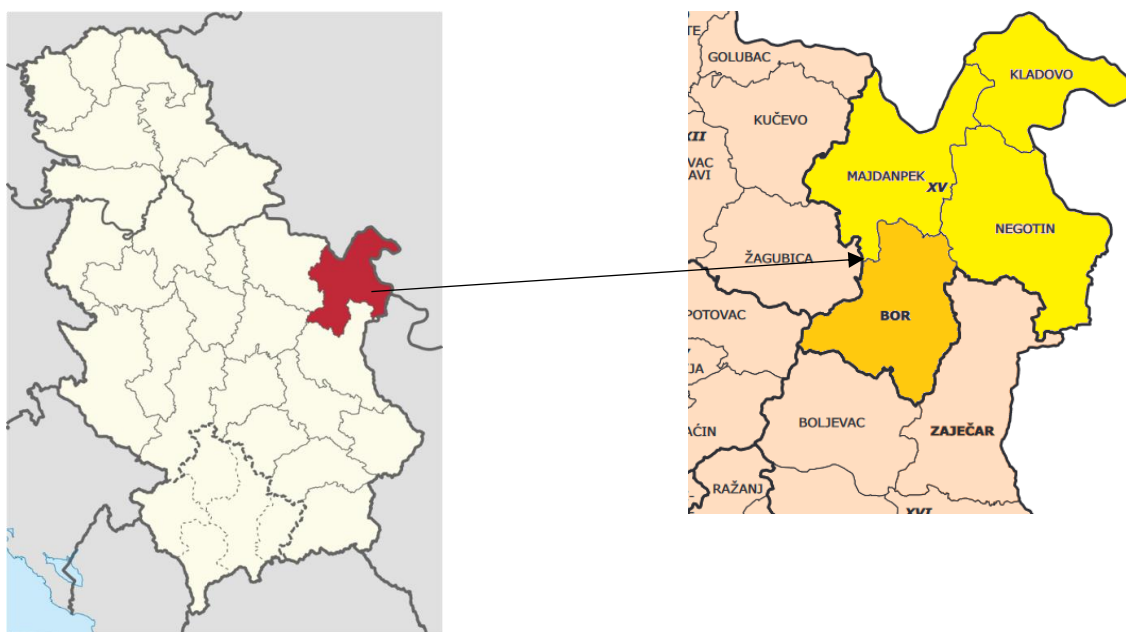 TE
GOLUBAC
KLADOVO
KUČEVO
XII
VAC
AVI
MAJDANPEK
XV
NEGOTIN
ŽAGUBICA
POTOVAC
BOR
JA
BOLJEVAC
AĆIN
ZAJEČAR
RAŽANJ
XVI